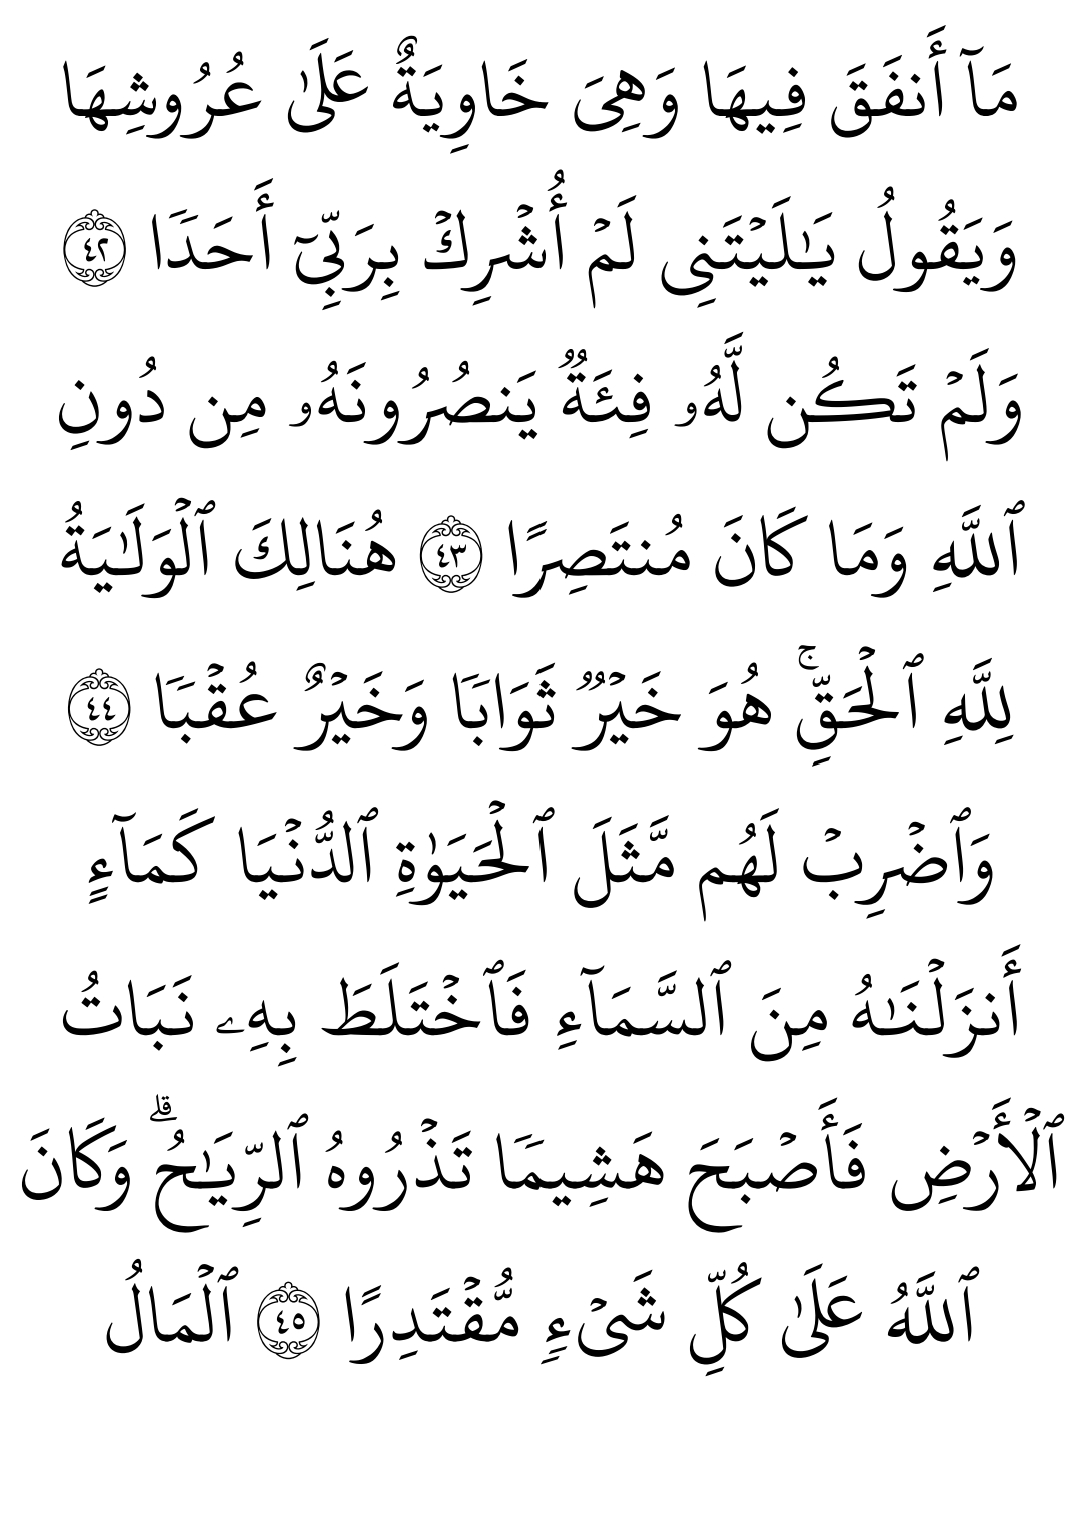 مَآ أَنفَقَ فِيهَا وَهِىَ خَاوِيَةٌ عَلَىٰ عُرُوشِهَا
وَيَقُولُ يَـٰلَيْتَنِى لَمْ أُشْرِكْ بِرَبِّىٓ أَحَدًا ٤٢
وَلَمْ تَكُن لَّهُۥ فِئَةٌ يَنصُرُونَهُۥ مِن دُونِ
ٱللَّهِ وَمَا كَانَ مُنتَصِرًا ٤٣ هُنَالِكَ ٱلْوَلَـٰيَةُ
لِلَّهِ ٱلْحَقِّ ۚ هُوَ خَيْرٌ ثَوَابًا وَخَيْرٌ عُقْبًا ٤٤
وَٱضْرِبْ لَهُم مَّثَلَ ٱلْحَيَوٰةِ ٱلدُّنْيَا كَمَآءٍ
أَنزَلْنَـٰهُ مِنَ ٱلسَّمَآءِ فَٱخْتَلَطَ بِهِۦ نَبَاتُ
ٱلْأَرْضِ فَأَصْبَحَ هَشِيمًا تَذْرُوهُ ٱلرِّيَـٰحُ ۗ وَكَانَ
ٱللَّهُ عَلَىٰ كُلِّ شَىْءٍ مُّقْتَدِرًا ٤٥ ٱلْمَالُ